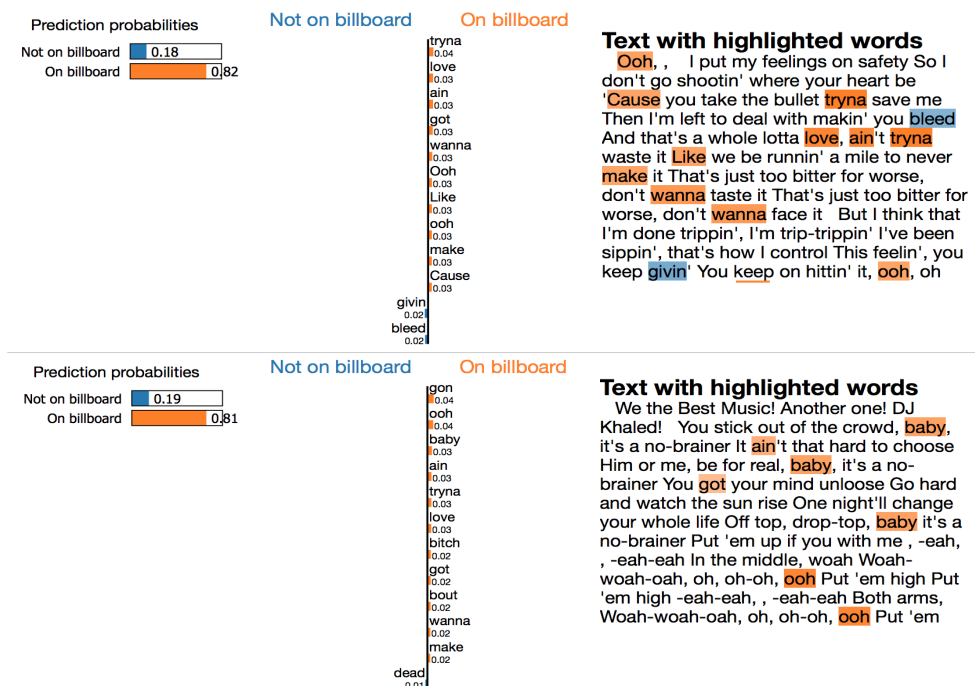 Prediction probabilities
Not on billboard 0.18
On billboard 0.82
Not on billboard On billboard
tryna
0.04
love
0.03
ain
0.03
got
0.03
wanna
0.03
Ooh
0.03
Like
0.03
ooh
0.03
make
0.03
Cause
0.03
givin
0.02
bleed
0.02
Text with highlighted words
Ooh, , I put my feelings on safety So I
don't go shootin' where your heart be
'Cause you take the bullet tryna save me
Then I'm left to deal with makin' you bleed
And that's a whole lotta love, ain't tryna
waste it Like we be runnin' a mile to never
make it That's just too bitter for worse,
don't wanna taste it That's just too bitter for
worse, don't wanna face it But I think that
I'm done trippin', I'm trip-trippin' I've been
sippin', that's how I control This feelin', you
keep givin' You keep on hittin' it, ooh, oh
Prediction probabilities
Not on billboard 0.19
On billboard 0.81
Not on billboard On billboard
gon
0.04
ooh
0.04
baby
0.03
ain
0.03
tryna
0.03
love
0.03
bitch
0.02
got
0.02
bout
0.02
wanna
0.02
make
0.02
dead
0.01
Text with highlighted words
We the Best Music! Another one! DJ
Khaled! You stick out of the crowd, baby,
it's a no-brainer It ain't that hard to choose
Him or me, be for real, baby, it's a no-
brainer You got your mind unloose Go hard
and watch the sun rise One night'll change
your whole life Off top, drop-top, baby it's a
no-brainer Put 'em up if you with me , -eah,
, -eah-eah In the middle, woah Woah-
woah-oah, oh, oh-oh, ooh Put 'em high Put
'em high -eah-eah, , -eah-eah Both arms,
Woah-woah-oah, oh, oh-oh, ooh Put 'em